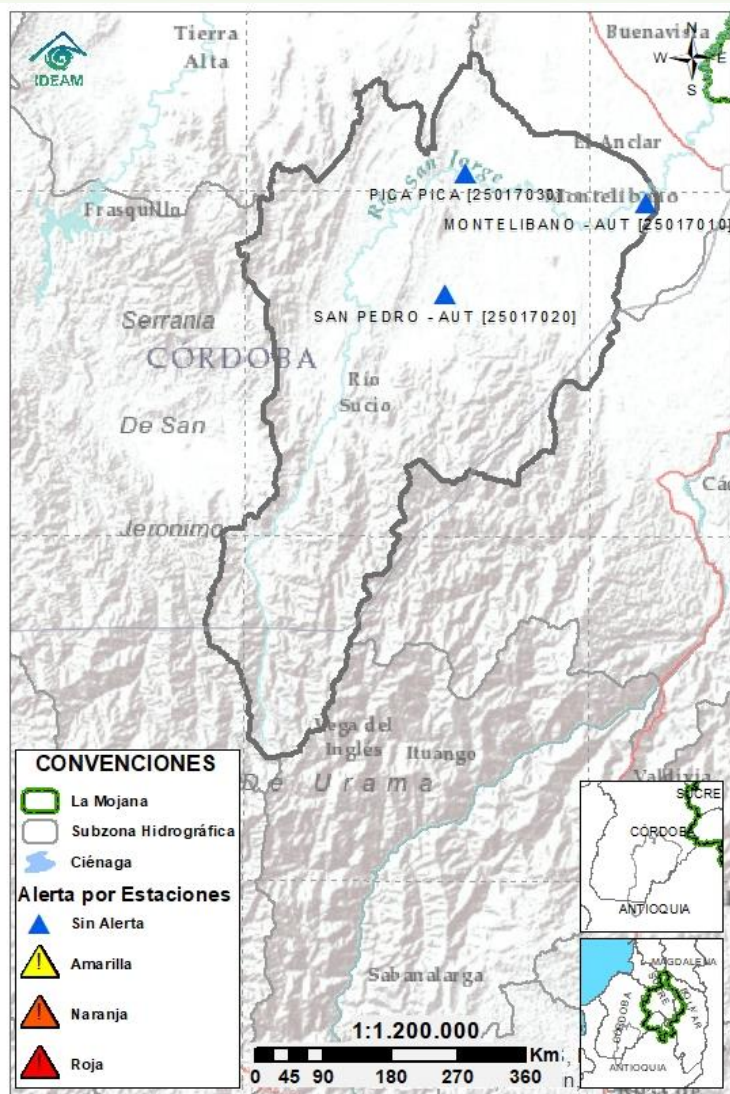 IDEAM
Tierra
Alta
Buenavista
N
W E
S
El Anclar
Río San Jorge
PICA PICA [25017030]
Montelibano
Frasquillo
MONTELIBANO - AUT [25017010]
Serrania
SAN PEDRO - AUT [25017020]
CÓRDOBA
Río
Sucio
De San
Jeronimo
Vega del
Ingles
Ituango
De Urama
Valdivia
Sabanalarga
CONVENCIONES
La Mojana
Subzona Hidrográfica
Ciénaga
Alerta por Estaciones
Sin Alerta
Amarilla
Naranja
Roja
1:1.200.000
Km
0 45 90 180 270 360
SUCRE
CÓRDOBA
ANTIOQUIA
MAGDALENA
SUCRE
BOLIVAR
CÓRDOBA
ANTIOQUIA